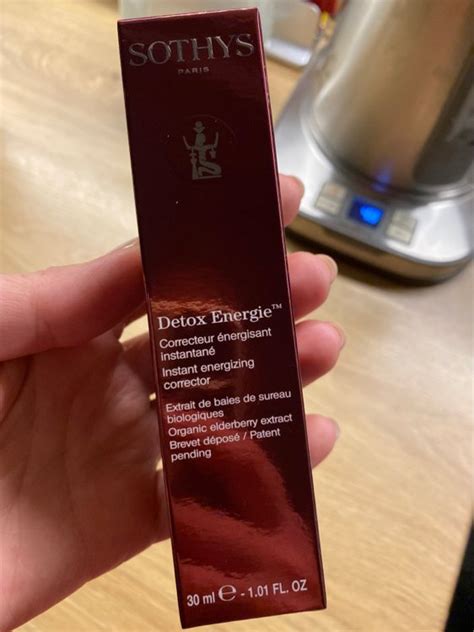 SOTHYS
PARIS
Detox Energie™
Correcteur énergisant
instantané
Instant energizing
corrector
Extrait de baies de sureau
biologiques
Organic elderberry extract
Brevet déposé / Patent
pending
30 ml ℮ - 1.01 FL. OZ